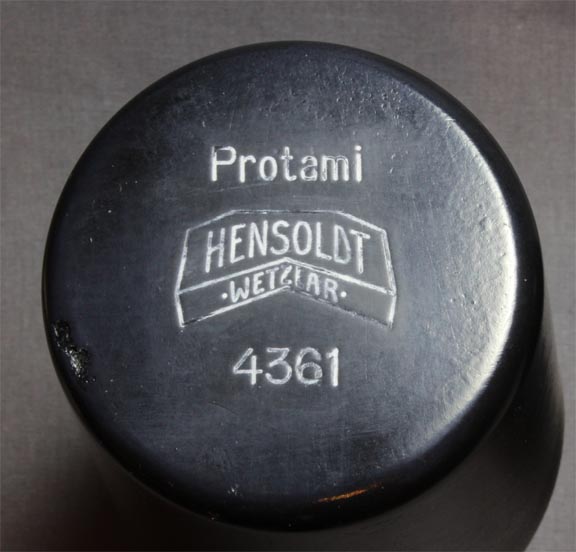 Protami
HENSOLDT
·WETZLAR·
4361